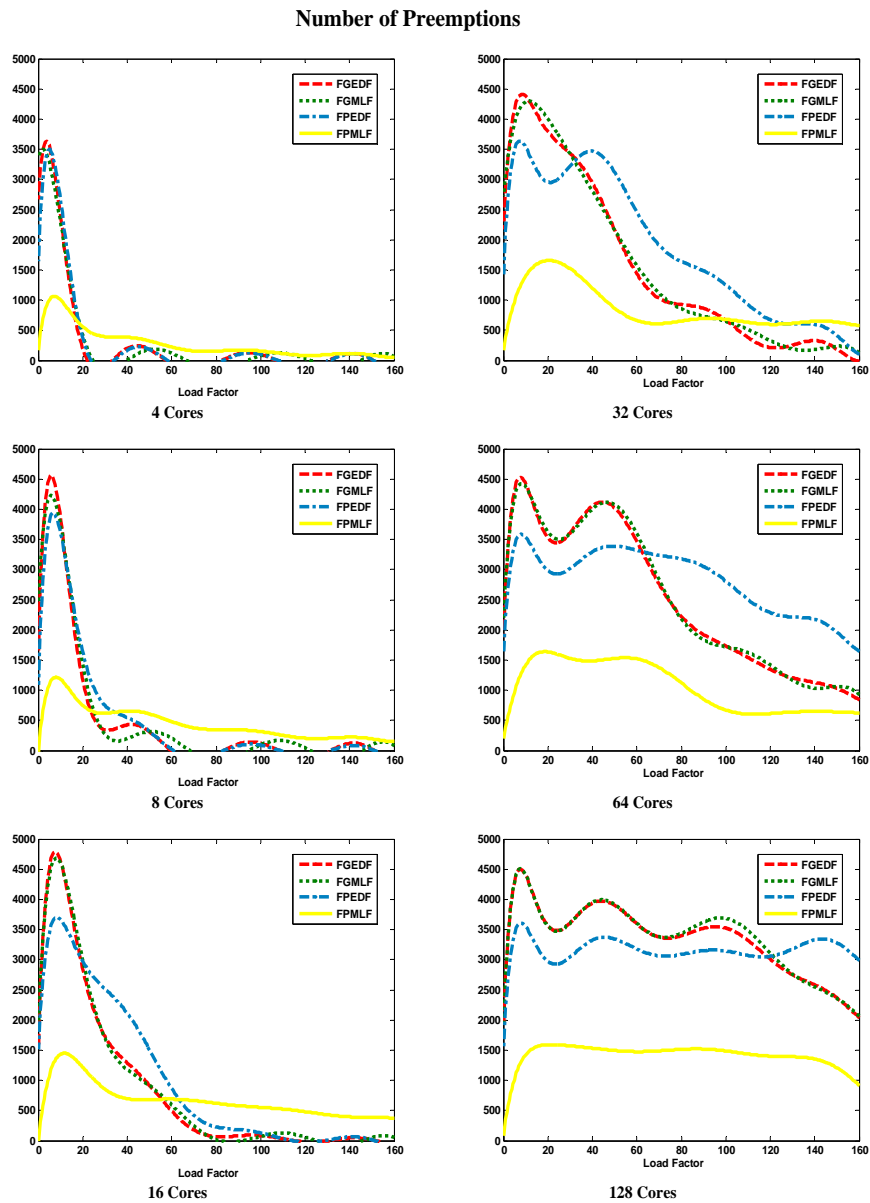 Number of Preemptions
5000
4500
4000
3500
3000
2500
2000
1500
1000
500
0
0 20 40 60 80 100 120 140 160
FGEDF
FGMLF
FPEDF
FPMLF
Load Factor
4 Cores
5000
4500
4000
3500
3000
2500
2000
1500
1000
500
0
0 20 40 60 80 100 120 140 160
FGEDF
FGMLF
FPEDF
FPMLF
Load Factor
32 Cores
5000
4500
4000
3500
3000
2500
2000
1500
1000
500
0
0 20 40 60 80 100 120 140 160
FGEDF
FGMLF
FPEDF
FPMLF
Load Factor
8 Cores
5000
4500
4000
3500
3000
2500
2000
1500
1000
500
0
0 20 40 60 80 100 120 140 160
FGEDF
FGMLF
FPEDF
FPMLF
Load Factor
64 Cores
5000
4500
4000
3500
3000
2500
2000
1500
1000
500
0
0 20 40 60 80 100 120 140 160
FGEDF
FGMLF
FPEDF
FPMLF
Load Factor
16 Cores
5000
4500
4000
3500
3000
2500
2000
1500
1000
500
0
0 20 40 60 80 100 120 140 160
FGEDF
FGMLF
FPEDF
FPMLF
Load Factor
128 Cores